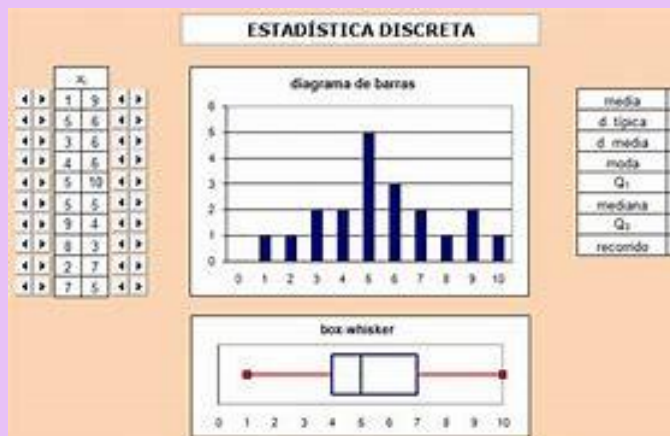 ESTADÍSTICA DISCRETA
xᵢ
1 9
5 6
3 6
4 6
5 10
5 5
9 4
8 3
2 7
7 5
diagrama de barras
6
5
4
3
2
1
0
0 1 2 3 4 5 6 7 8 9 10
box whisker
0 1 2 3 4 5 6 7 8 9 10
media
d. típica
d. media
moda
Q₁
mediana
Q₃
recorrido